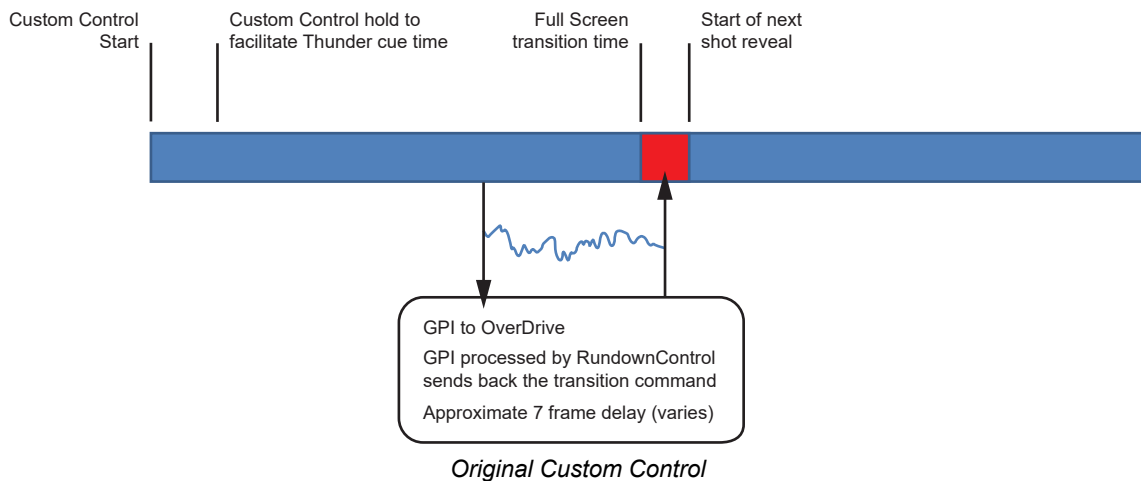 Custom Control
Start
Custom Control hold to
facilitate Thunder cue time
Full Screen
transition time
Start of next
shot reveal
GPI to OverDrive
GPI processed by RundownControl
sends back the transition command
Approximate 7 frame delay (varies)
Original Custom Control